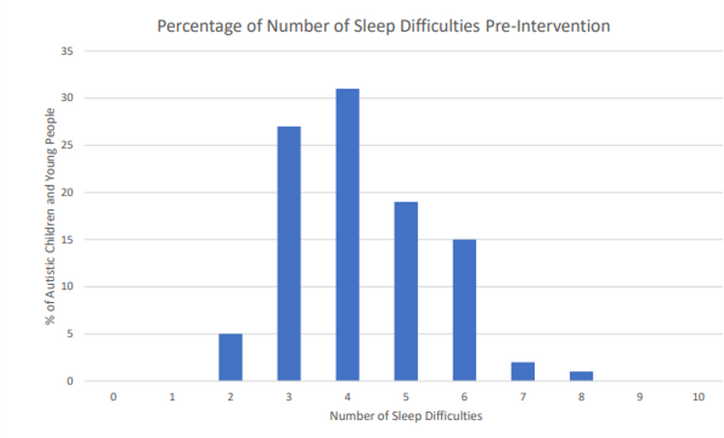 Percentage of Number of Sleep Difficulties Pre-Intervention
% of Autistic Children and Young People
35
30
25
20
15
10
5
0
0 1 2 3 4 5 6 7 8 9 10
Number of Sleep Difficulties